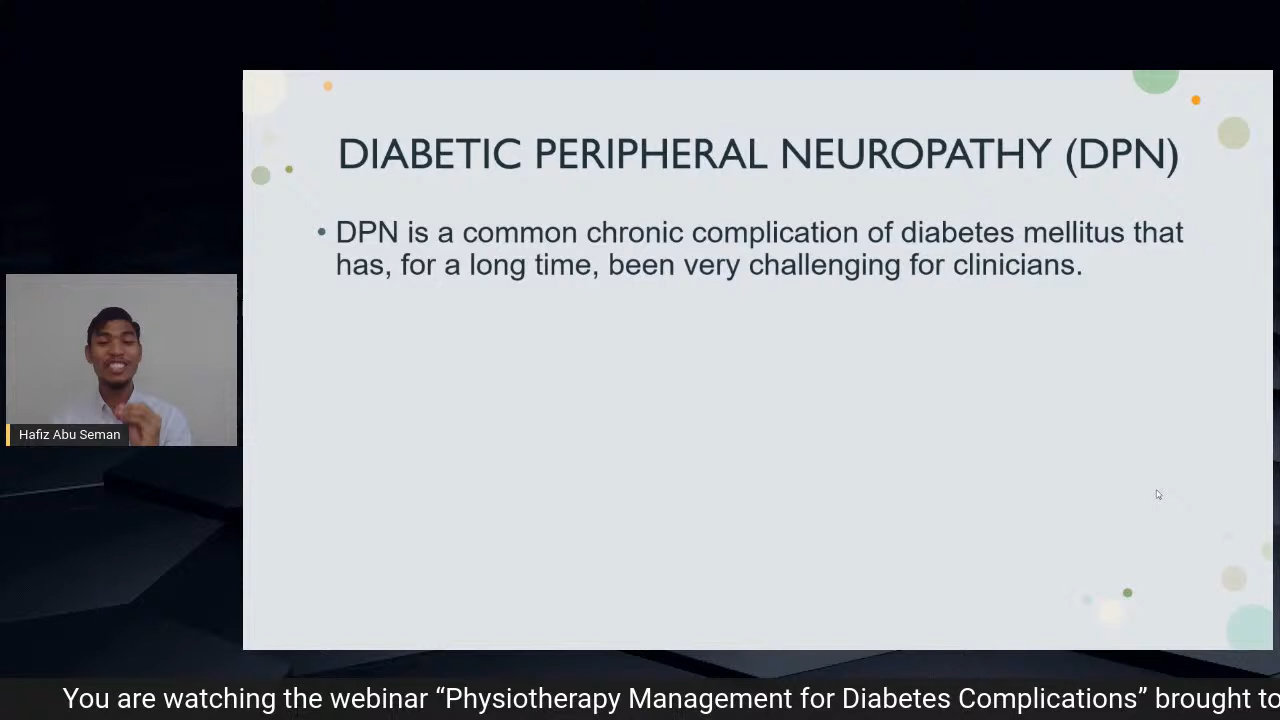 DIABETIC PERIPHERAL NEUROPATHY (DPN)
• DPN is a common chronic complication of diabetes mellitus that
has, for a long time, been very challenging for clinicians.
Hafiz Abu Seman
You are watching the webinar “Physiotherapy Management for Diabetes Complications” brought to